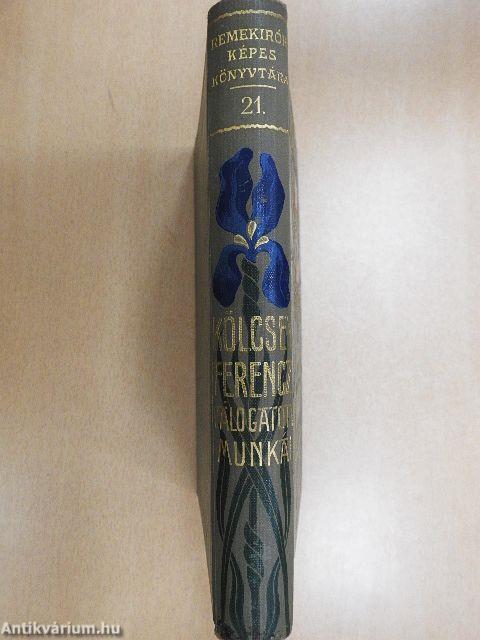 REMEKIRÓK
KÉPES
KÖNYVTÁRA
21.
KÖLCSEY
FERENCZ
VÁLOGATOTT
MUNKÁI
Antikvárium.hu